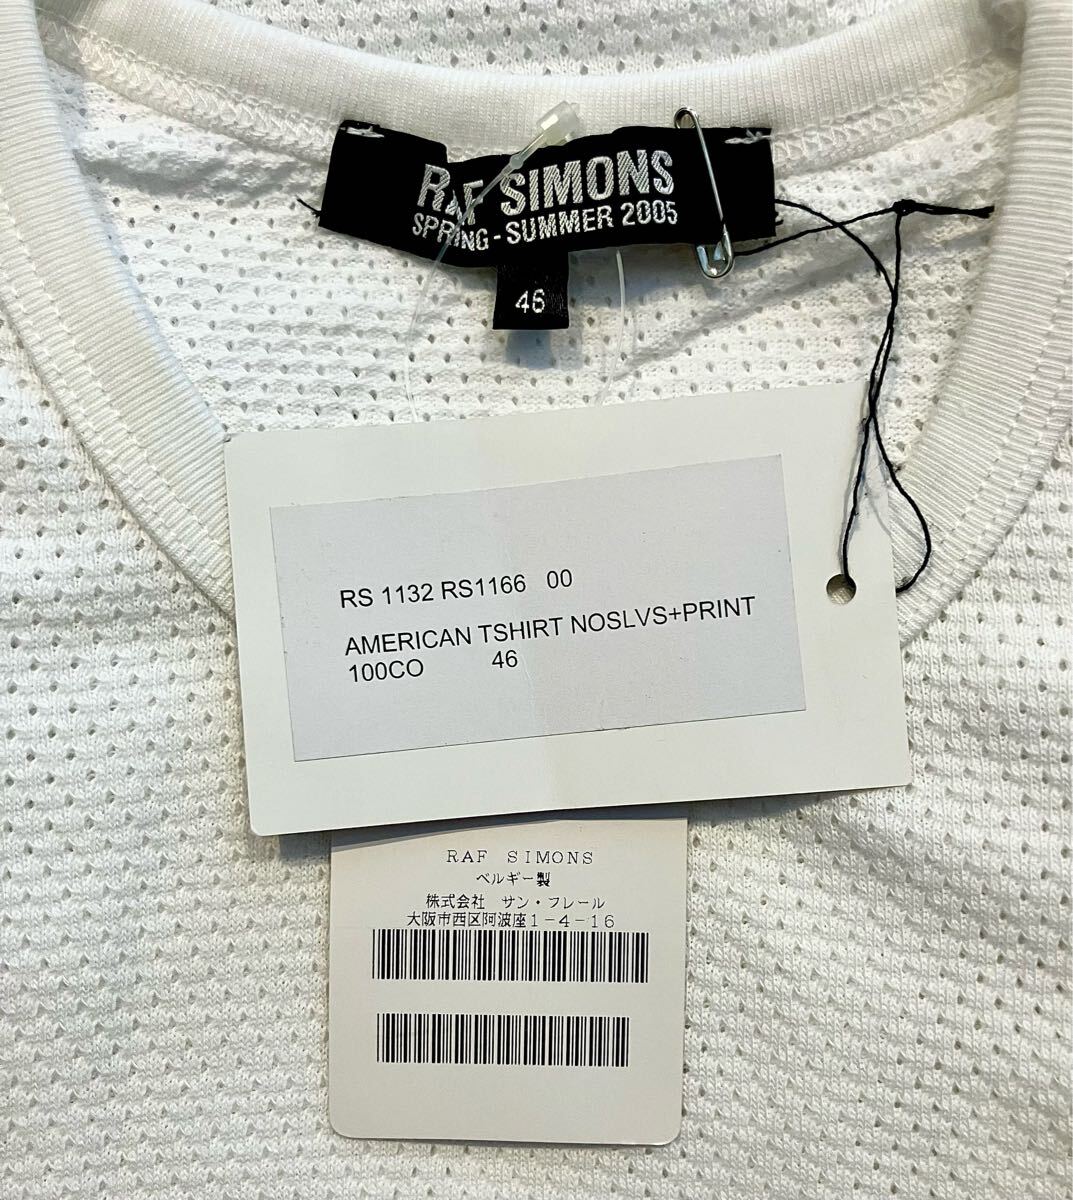 RAF SIMONS
SPRING - SUMMER 2005
46
RS 1132 RS1166 00
AMERICAN TSHIRT NOSLVS+PRINT
100CO 46
RAF SIMONS
ベルギー製
株式会社 サン・フレール
大阪市西区阿波座1-4-16